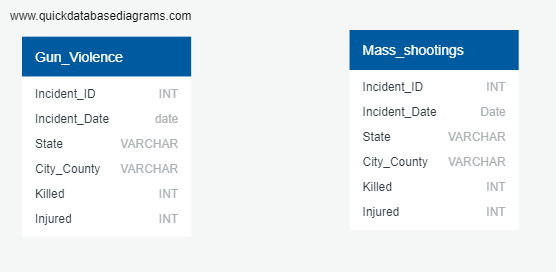 www.quickdatabasediagrams.com
Gun_Violence
Incident_ID INT
Incident_Date date
State VARCHAR
City_County VARCHAR
Killed INT
Injured INT
Mass_shootings
Incident_ID INT
Incident_Date Date
State VARCHAR
City_County VARCHAR
Killed INT
Injured INT